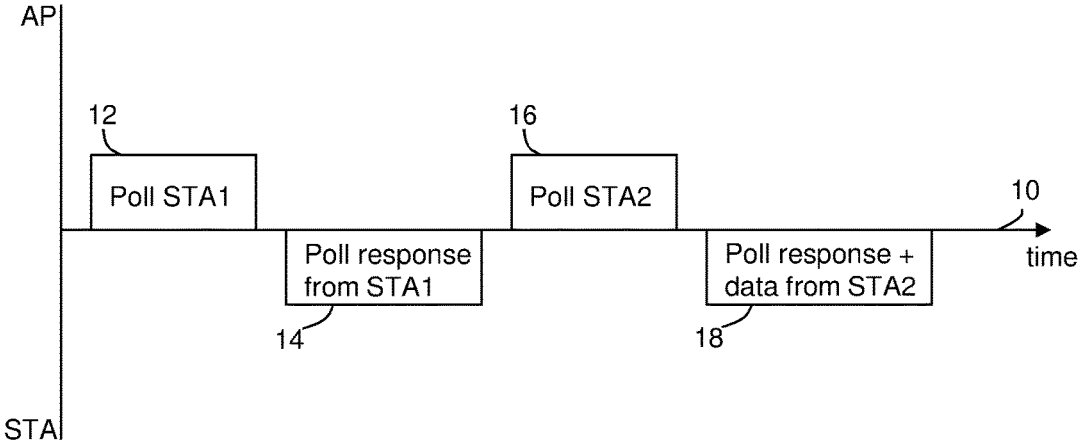 AP
12
16
Poll STA1
Poll STA2
10
time
Poll response
from STA1
Poll response +
data from STA2
14
18
STA